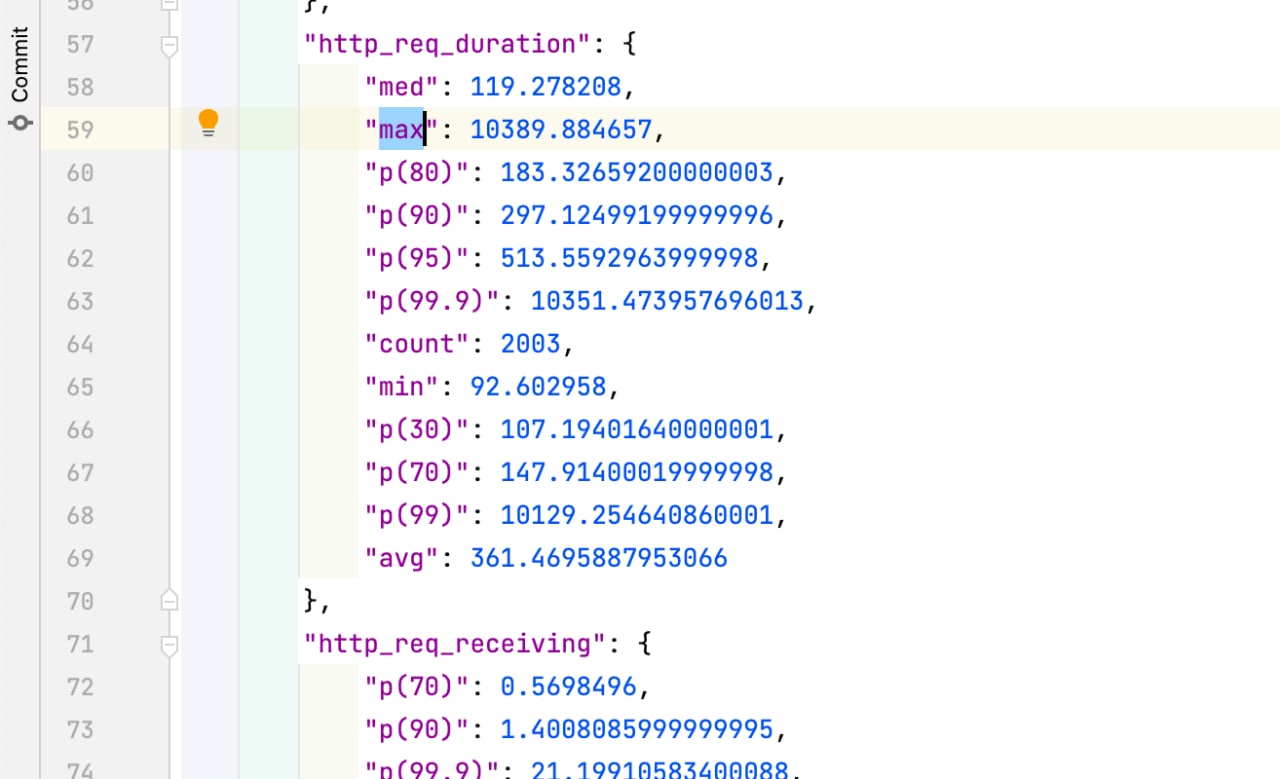 Commit
56 },
57 "http_req_duration": {
58 "med": 119.278208,
59 "max": 10389.884657,
60 "p(80)": 183.32659200000003,
61 "p(90)": 297.12499199999996,
62 "p(95)": 513.5592963999998,
63 "p(99.9)": 10351.473957696013,
64 "count": 2003,
65 "min": 92.602958,
66 "p(30)": 107.19401640000001,
67 "p(70)": 147.91400019999998,
68 "p(99)": 10129.254640860001,
69 "avg": 361.4695887953066
70 },
71 "http_req_receiving": {
72 "p(70)": 0.5698496,
73 "p(90)": 1.4008085999999995,
74 "p(99.9)": 21.19910583400088,